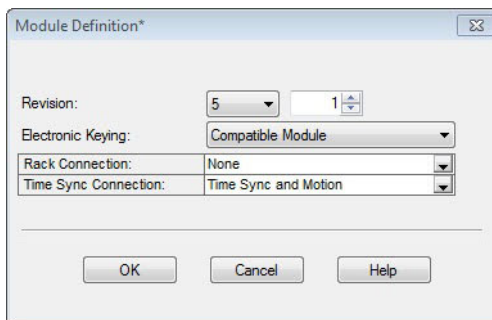 Module Definition*
Revision: 5 1
Electronic Keying: Compatible Module
Rack Connection: None
Time Sync Connection: Time Sync and Motion
OK Cancel Help